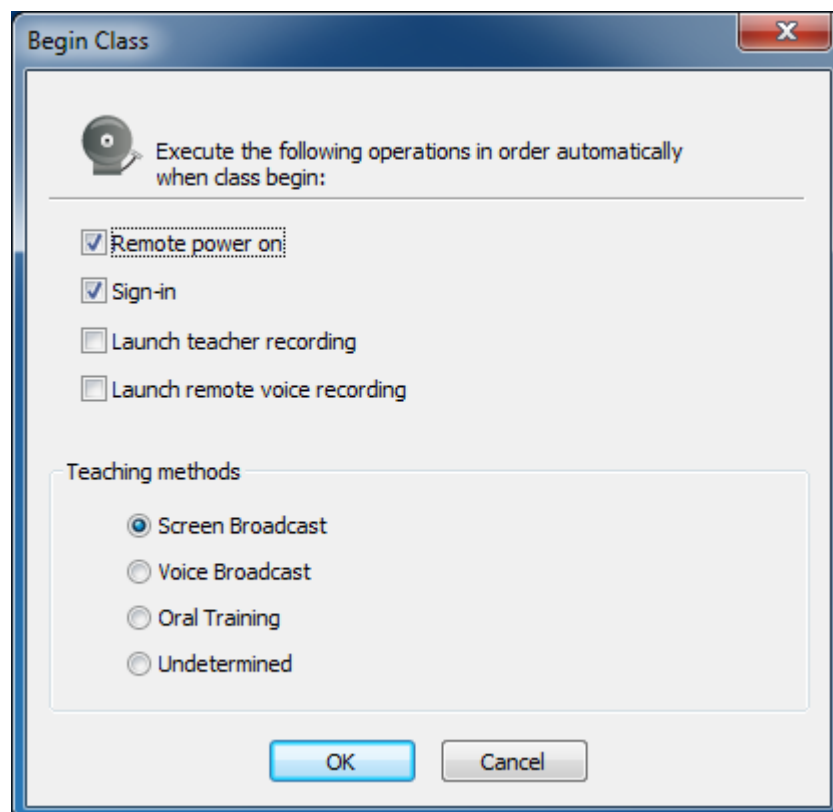 Begin Class
Execute the following operations in order automatically
when class begin:
Remote power on
Sign-in
Launch teacher recording
Launch remote voice recording
Teaching methods
Screen Broadcast
Voice Broadcast
Oral Training
Undetermined
OK
Cancel